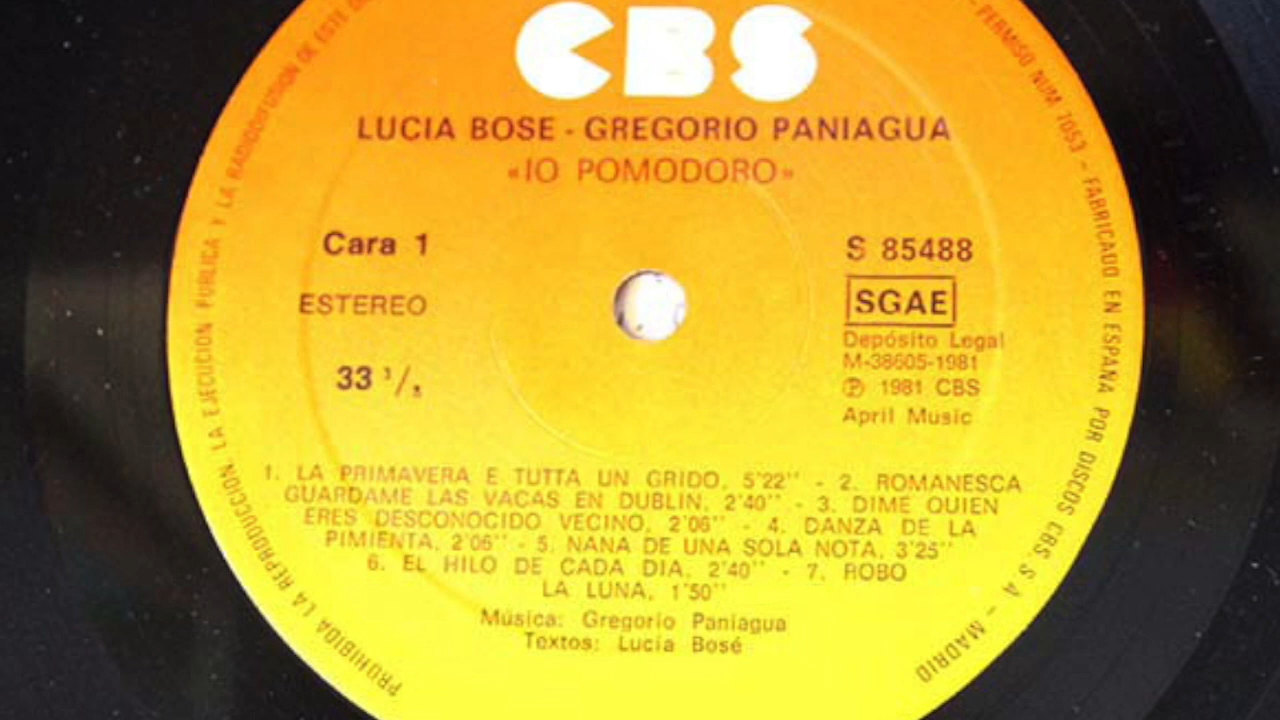 CBS
LUCIA BOSE - GREGORIO PANIAGUA
«IO POMODORO»
Cara 1
ESTEREO
33 ⅓
S 85488
SGAE
Depósito Legal
M-38605-1981
Ⓟ 1981 CBS
April Music
1. LA PRIMAVERA E TUTTA UN GRIDO, 5'22'' - 2. ROMANESCA
GUARDAME LAS VACAS EN DUBLIN, 2'40'' - 3. DIME QUIEN
ERES DESCONOCIDO VECINO, 2'06'' - 4. DANZA DE LA
PIMIENTA, 2'06'' - 5. NANA DE UNA SOLA NOTA, 3'25''
6. EL HILO DE CADA DIA, 2'40'' - 7. ROBO
LA LUNA, 1'50''
Música: Gregorio Paniagua
Textos: Lucía Bosé
PROHIBIDA LA REPRODUCCION, LA EJECUCION PUBLICA Y LA RADIODIFUSION DE ESTE
- PERMISO NUM 7053 - FABRICADO EN ESPAÑA POR DISCOS CBS, S A - MADRID